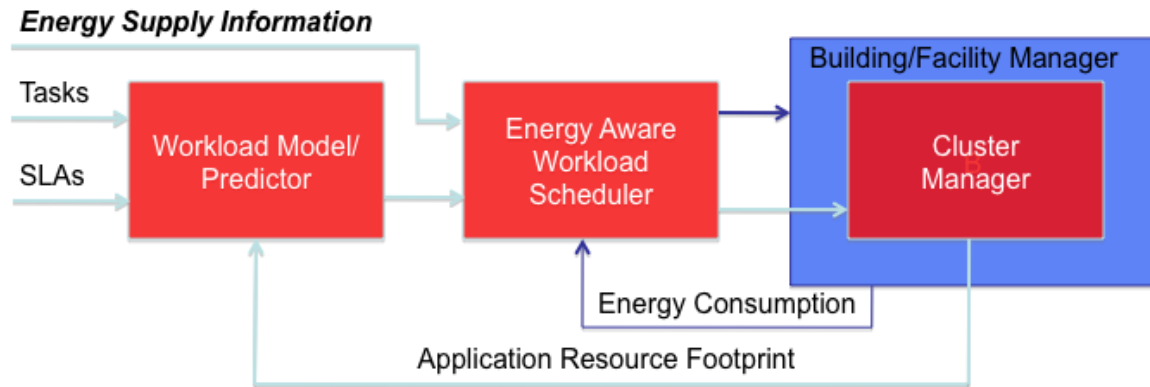 Energy Supply Information
Building/Facility Manager
Tasks
Workload Model/
Predictor
SLAs
Energy Aware
Workload
Scheduler
Cluster
Manager
B
Energy Consumption
Application Resource Footprint